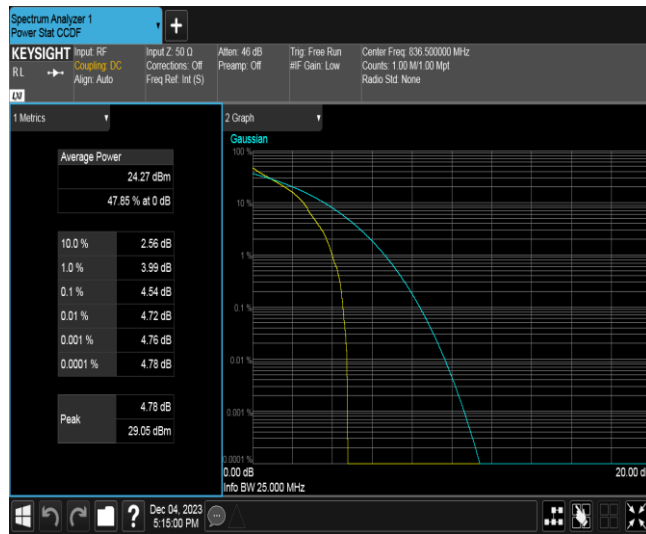 Spectrum Analyzer 1
Power Stat CCDF
+
KEYSIGHT
RL
LXI
Input: RF
Coupling: DC
Align: Auto
Input Z: 50 Ω
Corrections: Off
Freq Ref: Int (S)
Atten: 46 dB
Preamp: Off
Trig: Free Run
#IF Gain: Low
Center Freq: 836.500000 MHz
Counts: 1.00 M/1.00 Mpt
Radio Std: None
1 Metrics
Average Power
24.27 dBm
47.85 % at 0 dB
10.0 % 2.56 dB
1.0 % 3.99 dB
0.1 % 4.54 dB
0.01 % 4.72 dB
0.001 % 4.76 dB
0.0001 % 4.78 dB
Peak
4.78 dB
29.05 dBm
2 Graph
Gaussian
100 %
10 %
1 %
0.1 %
0.01 %
0.001 %
0.0001 %
0.00 dB
20.00 d
Info BW 25.000 MHz
?
Dec 04, 2023
5:15:00 PM